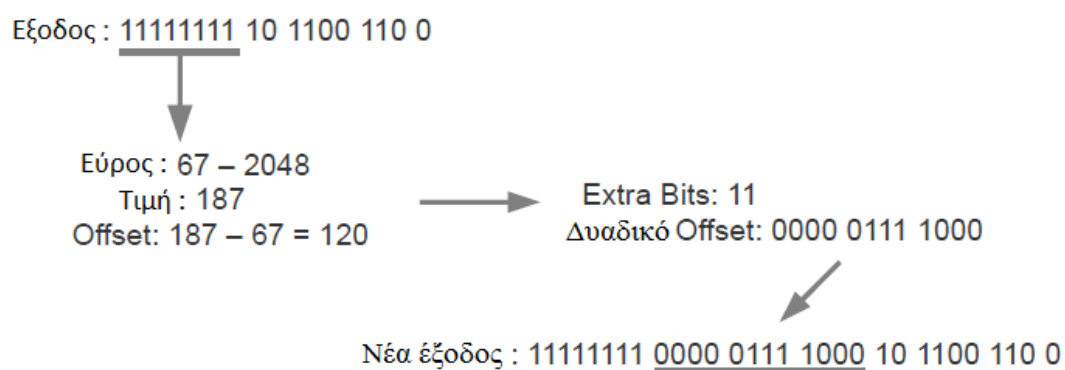 Εξοδος : 11111111 10 1100 110 0
Εύρος : 67 – 2048
Τιμή : 187
Offset: 187 – 67 = 120
Extra Bits: 11
Δυαδικό Offset: 0000 0111 1000
Νέα έξοδος : 11111111 0000 0111 1000 10 1100 110 0